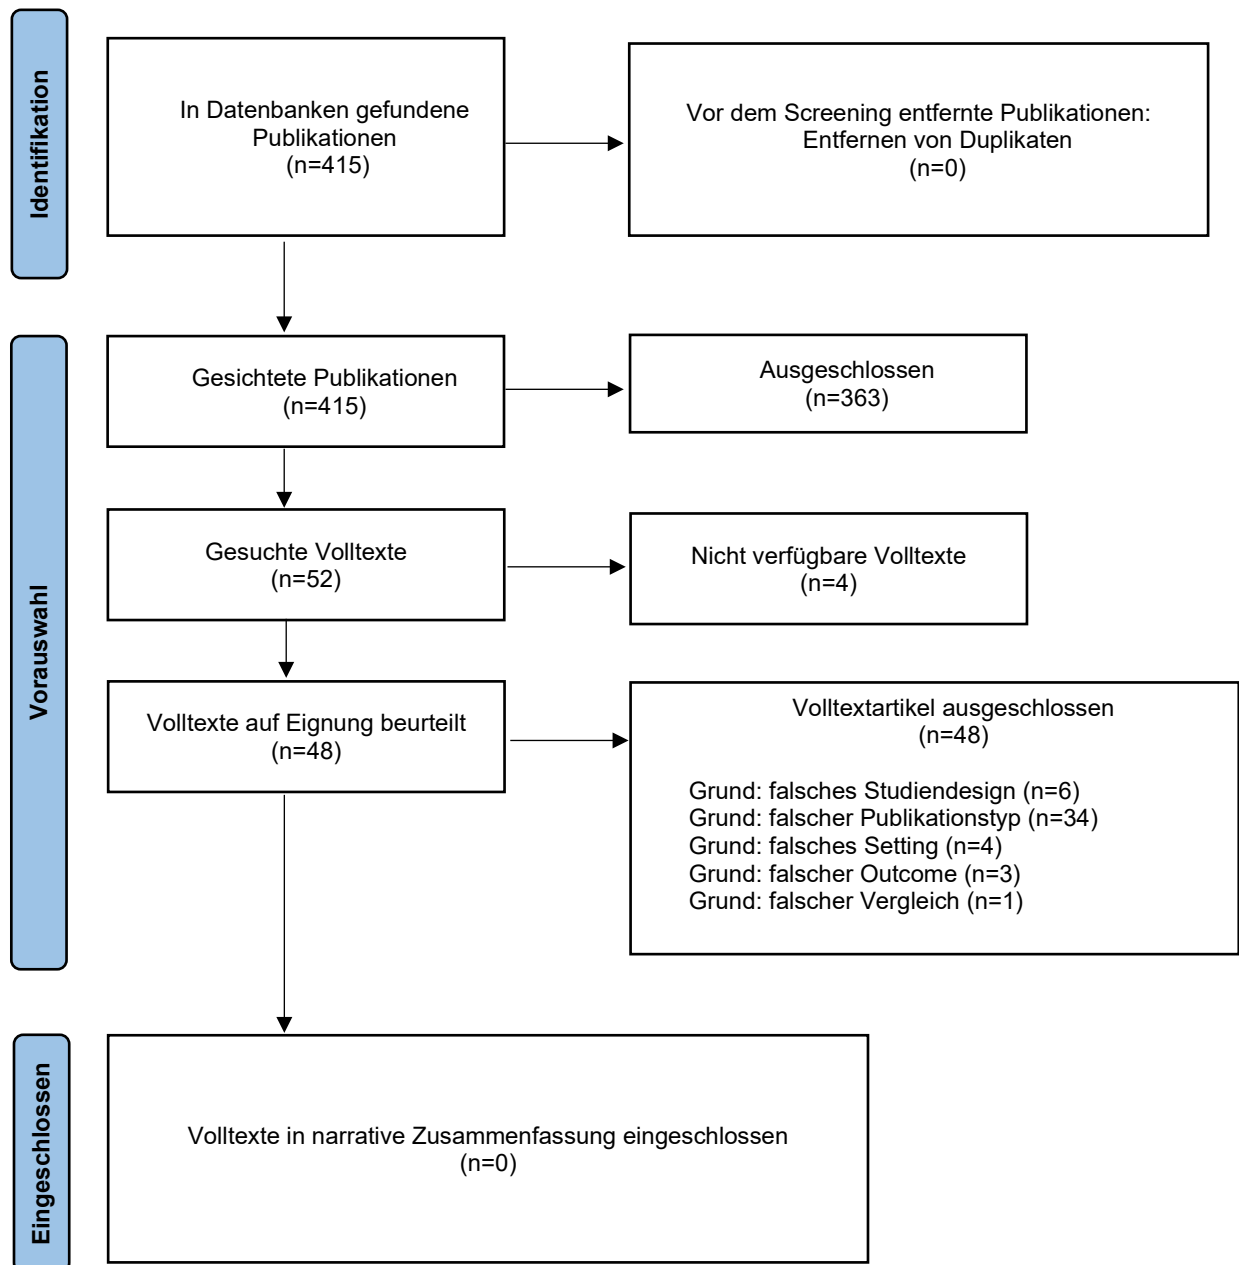 Identifikation
In Datenbanken gefundene
Publikationen
(n=415)
Vor dem Screening entfernte Publikationen:
Entfernen von Duplikaten
(n=0)
Vorauswahl
Gesichtete Publikationen
(n=415)
Ausgeschlossen
(n=363)
Gesuchte Volltexte
(n=52)
Nicht verfügbare Volltexte
(n=4)
Volltexte auf Eignung beurteilt
(n=48)
Volltextartikel ausgeschlossen
(n=48)
Grund: falsches Studiendesign (n=6)
Grund: falscher Publikationstyp (n=34)
Grund: falsches Setting (n=4)
Grund: falscher Outcome (n=3)
Grund: falscher Vergleich (n=1)
Eingeschlossen
Volltexte in narrative Zusammenfassung eingeschlossen
(n=0)